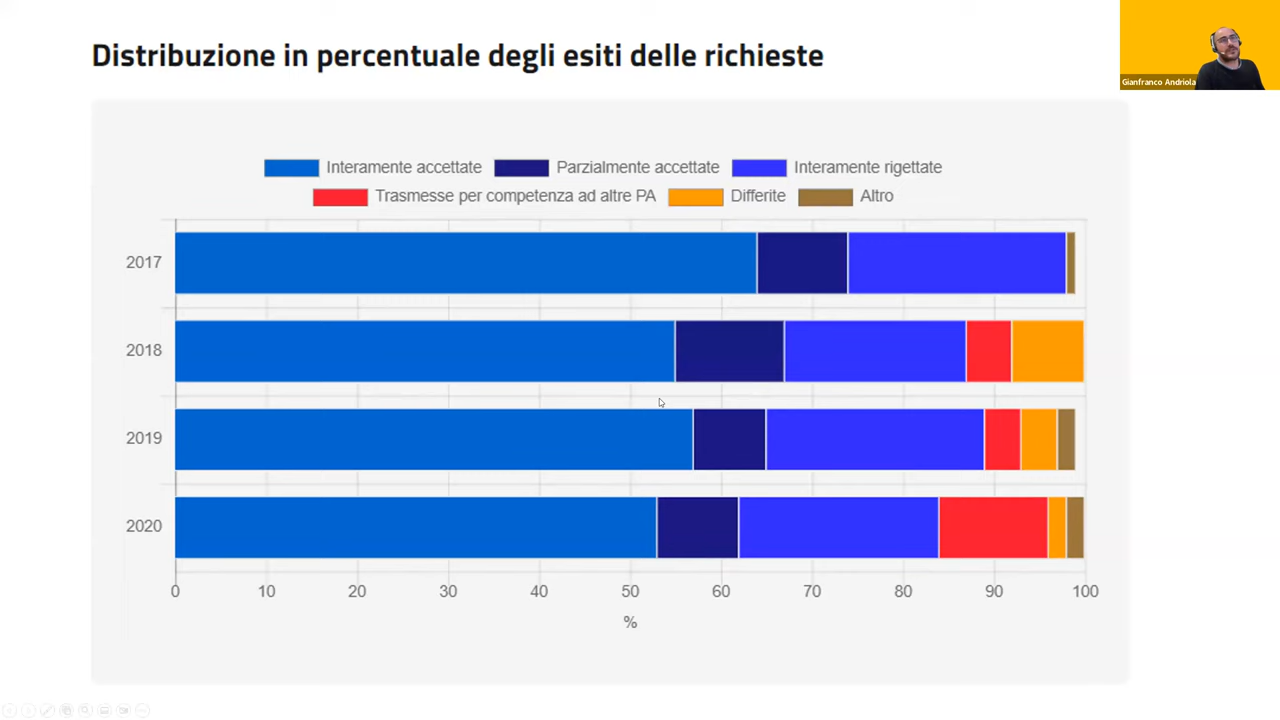 Distribuzione in percentuale degli esiti delle richieste
Gianfranco Andriola
Interamente accettate Parzialmente accettate Interamente rigettate
Trasmesse per competenza ad altre PA Differite Altro
2017
2018
2019
2020
0 10 20 30 40 50 60 70 80 90 100
%